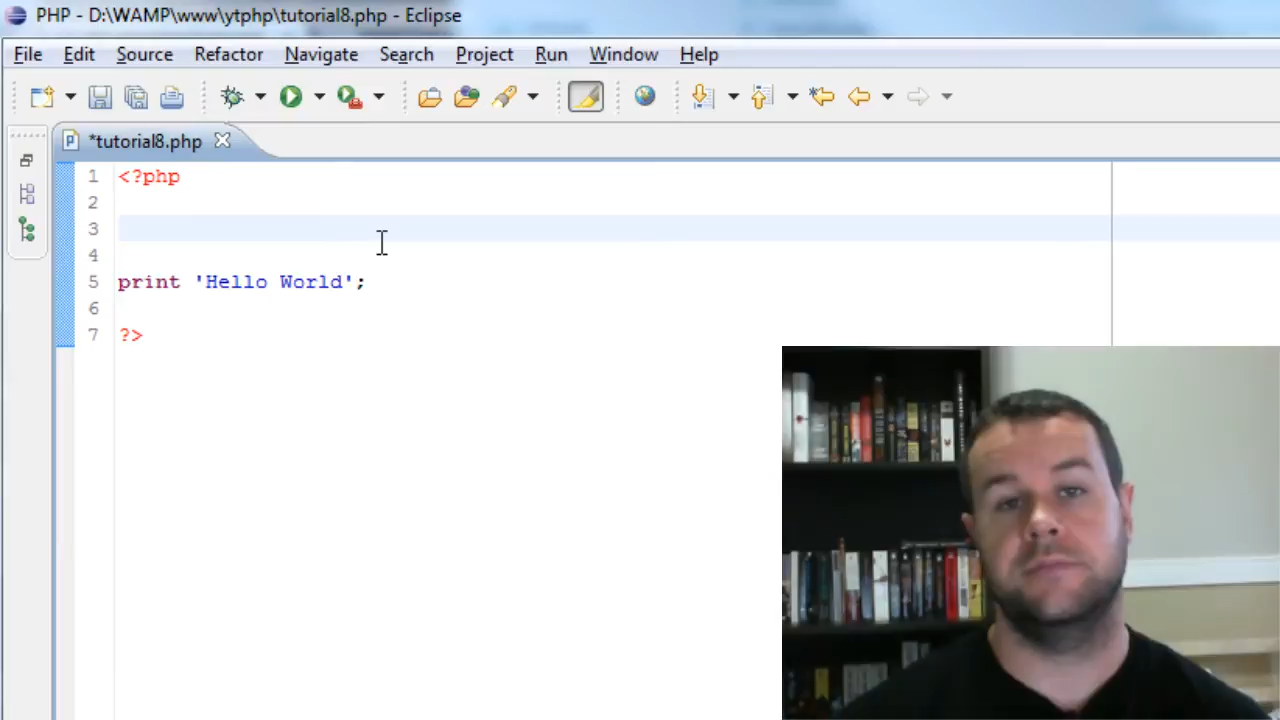 PHP - D:\WAMP\www\ytphp\tutorial8.php - Eclipse
File Edit Source Refactor Navigate Search Project Run Window Help
*tutorial8.php
1 <?php
2
3
4
5 print 'Hello World';
6
7 ?>